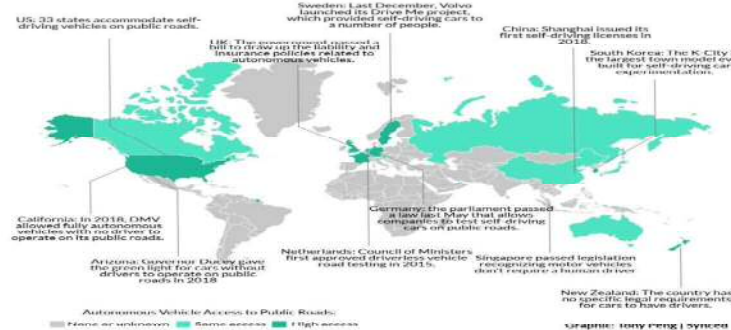 US: 33 states accommodate self-
driving vehicles on public roads.
Sweden: Last December, Volvo
launched its Drive Me project,
which provided self-driving cars to
a number of people.
UK: The government passed a
bill to draw up the liability and
insurance policies related to
autonomous vehicles.
China: Shanghai issued its
first self-driving licenses in
2018.
South Korea: The K-City i
the largest town model eve
built for self-driving car
experimentation.
California: In 2018, DMV
allowed fully autonomous
vehicles with no driver to
operate on its public roads.
Arizona: Governor Ducey gave
the green light for cars without
drivers to operate on public
roads in 2018
Netherlands: Council of Ministers
first approved driverless vehicle
road testing in 2015.
Germany: the parliament passed
a law last May that allows
companies to test self-driving
cars on public roads.
Singapore passed legislation
recognizing motor vehicles
don't require a human driver
New Zealand: The country has
no specific legal requirements
for cars to have drivers.
Autonomous Vehicle Access to Public Roads:
None or unknown Some access High access
Graphic: Tony Peng | Synced